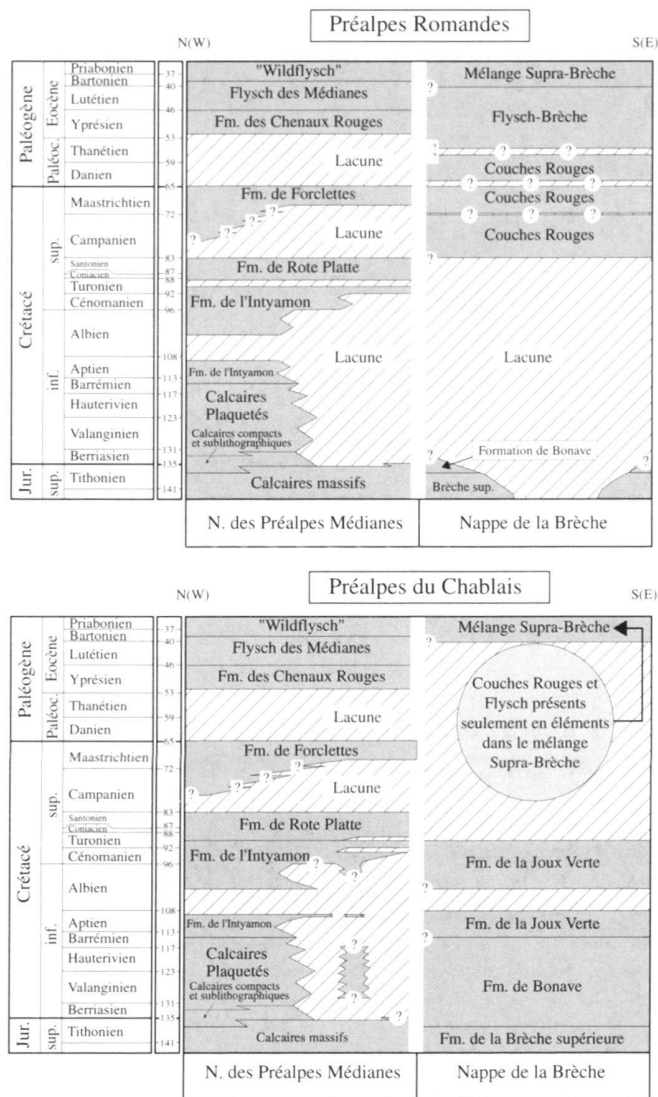 Préalpes Romandes
N(W)
S(E)
Paléogène
Eocène
Paléoc.
Crétacé
sup.
inf.
Jur.
sup.
Priabonien
Bartonien
Lutétien
Yprésien
Thanétien
Danien
Maastrichtien
Campanien
Santonien
Coniacien
Turonien
Cénomanien
Albien
Aptien
Barrémien
Hauterivien
Valanginien
Berriasien
Tithonien
37
40
46
53
59
65
72
83
87
88
92
96
108
113
117
123
131
135
141
"Wildflysch"
Flysch des Médianes
Fm. des Chenaux Rouges
Lacune
Fm. de Forclettes
? ? ? ?
Lacune
Fm. de Rote Platte
Fm. de l'Intyamon
Lacune
Fm. de l'Intyamon
Calcaires
Plaquetés
Calcaires compacts
et sublithographiques
Calcaires massifs
Mélange Supra-Brèche
?
Flysch-Brèche
? ? ? ?
Couches Rouges
? ? ? ?
Couches Rouges
? ? ? ?
Couches Rouges
?
Lacune
? ?
Formation de Bonave
Brèche sup.
N. des Préalpes Médianes
Nappe de la Brèche
Préalpes du Chablais
N(W)
S(E)
Paléogène
Eocène
Paléoc.
Crétacé
sup.
inf.
Jur.
sup.
Priabonien
Bartonien
Lutétien
Yprésien
Thanétien
Danien
Maastrichtien
Campanien
Santonien
Coniacien
Turonien
Cénomanien
Albien
Aptien
Barrémien
Hauterivien
Valanginien
Berriasien
Tithonien
37
40
46
53
59
65
72
83
87
88
92
96
108
113
117
123
131
135
141
"Wildflysch"
Flysch des Médianes
Fm. des Chenaux Rouges
Lacune
Fm. de Forclettes
? ? ? ?
Lacune
Fm. de Rote Platte
Fm. de l'Intyamon
? ?
Fm. de l'Intyamon
?
Calcaires
Plaquetés
Calcaires compacts
et sublithographiques
?
?
Calcaires massifs
Mélange Supra-Brèche
?
Couches Rouges et
Flysch présents
seulement en éléments
dans le mélange
Supra-Brèche
Fm. de la Joux Verte
?
Fm. de la Joux Verte
?
Fm. de Bonave
Fm. de la Brèche supérieure
N. des Préalpes Médianes
Nappe de la Brèche